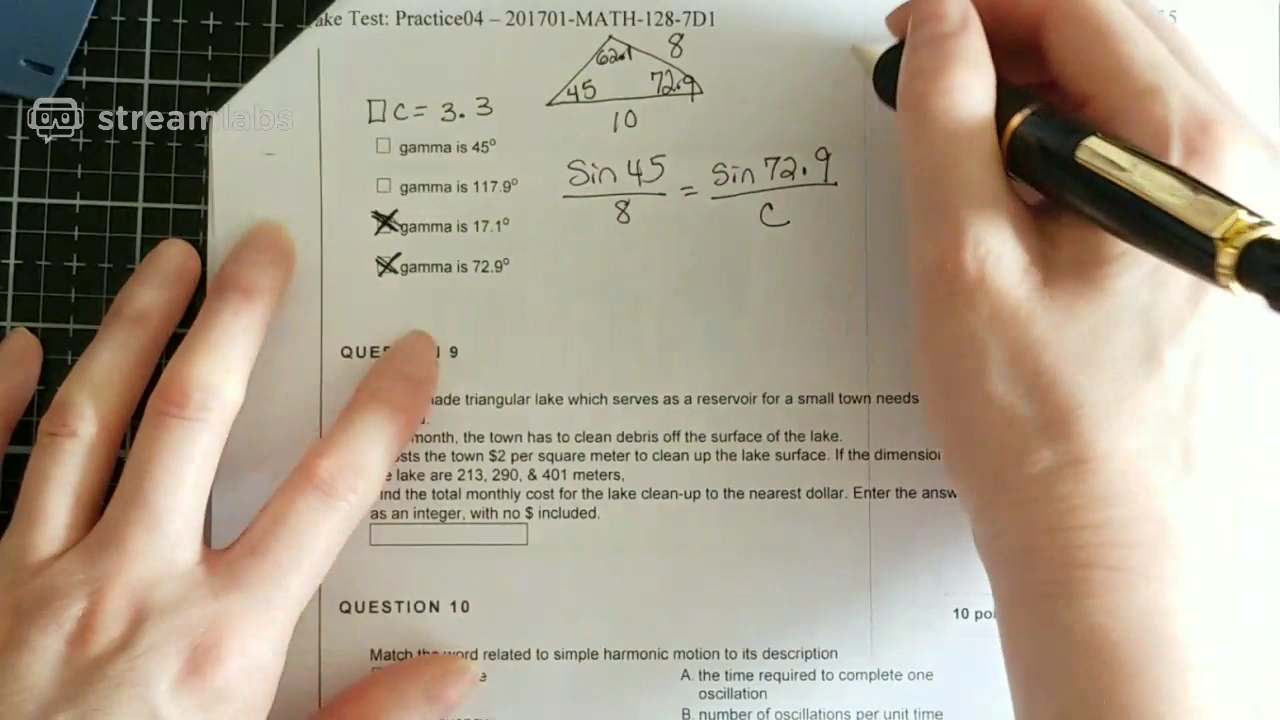 ake Test: Practice04 – 201701-MATH-128-7D1
5
streamlabs
62.1 8
45 72.9
10
C = 3.3
gamma is 45º
gamma is 117.9º
gamma is 17.1º
gamma is 72.9º
Sin 45 / 8 = Sin 72.9 / C
QUE N 9
ade triangular lake which serves as a reservoir for a small town needs
d.
month, the town has to clean debris off the surface of the lake.
sts the town $2 per square meter to clean up the lake surface. If the dimensio
e lake are 213, 290, & 401 meters,
ind the total monthly cost for the lake clean-up to the nearest dollar. Enter the answ
as an integer, with no $ included.
QUESTION 10
10 po
Match the word related to simple harmonic motion to its description
e
A. the time required to complete one
oscillation
B. number of oscillations per unit time